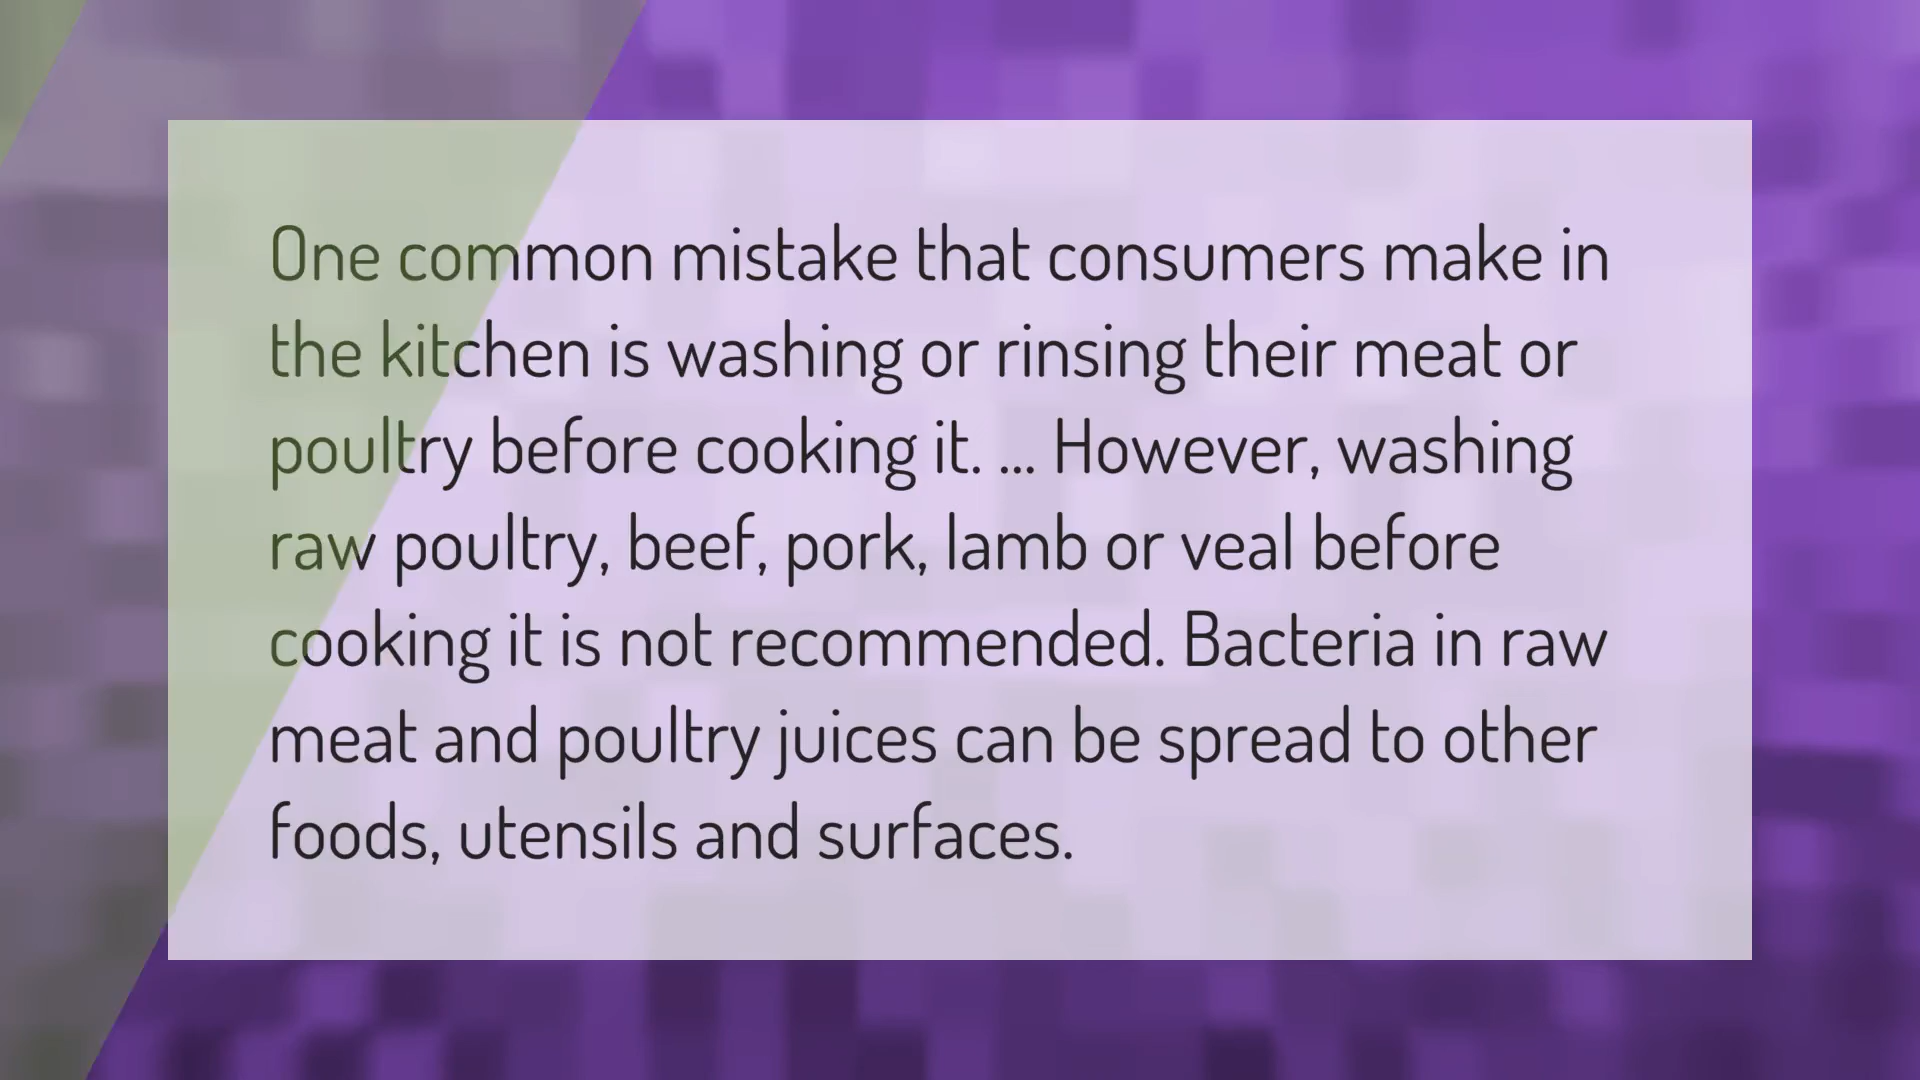 One common mistake that consumers make in
the kitchen is washing or rinsing their meat or
poultry before cooking it. ... However, washing
raw poultry, beef, pork, lamb or veal before
cooking it is not recommended. Bacteria in raw
meat and poultry juices can be spread to other
foods, utensils and surfaces.